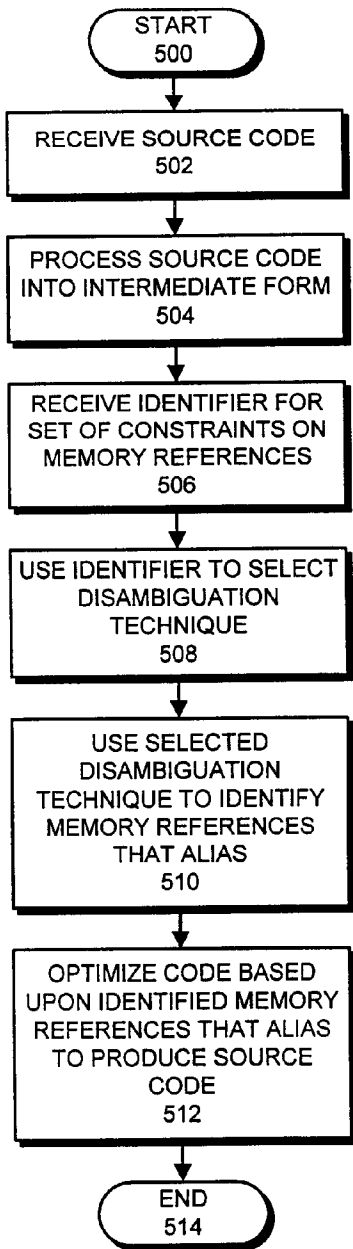 START
500
RECEIVE SOURCE CODE
502
PROCESS SOURCE CODE
INTO INTERMEDIATE FORM
504
RECEIVE IDENTIFIER FOR
SET OF CONSTRAINTS ON
MEMORY REFERENCES
506
USE IDENTIFIER TO SELECT
DISAMBIGUATION
TECHNIQUE
508
USE SELECTED
DISAMBIGUATION
TECHNIQUE TO IDENTIFY
MEMORY REFERENCES
THAT ALIAS
510
OPTIMIZE CODE BASED
UPON IDENTIFIED MEMORY
REFERENCES THAT ALIAS
TO PRODUCE SOURCE
CODE
512
END
514